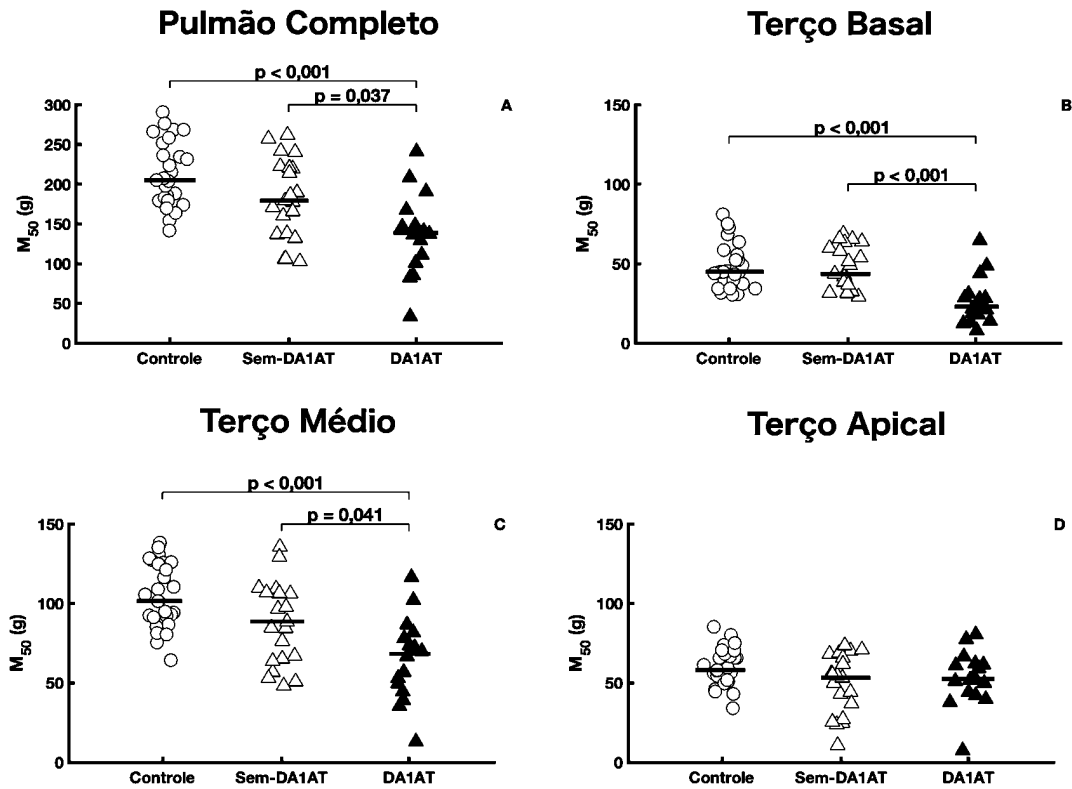 Pulmão Completo
p < 0,001
p = 0,037
A
300
250
200
150
100
50
0
M50 (g)
Controle Sem-DA1AT DA1AT
Terço Basal
B
p < 0,001
p < 0,001
150
100
50
0
M50 (g)
Controle Sem-DA1AT DA1AT
Terço Médio
p < 0,001
p = 0,041
C
150
100
50
0
M50 (g)
Controle Sem-DA1AT DA1AT
Terço Apical
D
150
100
50
0
M50 (g)
Controle Sem-DA1AT DA1AT